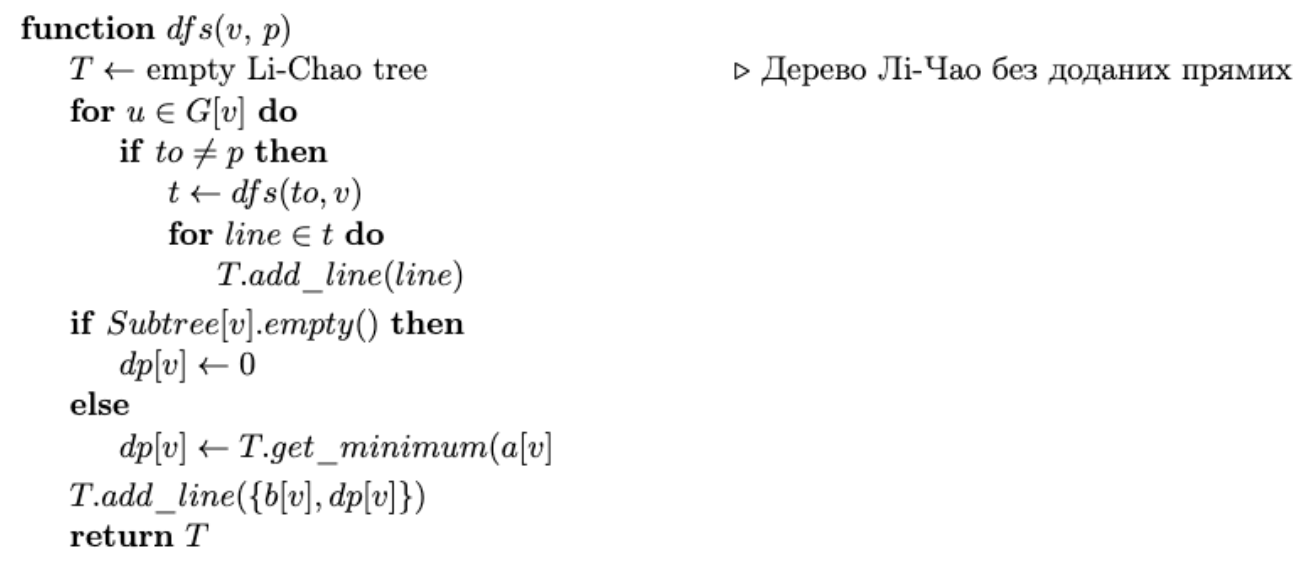 function dfs(v, p)
T ← empty Li-Chao tree ▷ Дерево Лі-Чао без доданих прямих
for u ∈ G[v] do
if to ≠ p then
t ← dfs(to, v)
for line ∈ t do
T.add_line(line)
if Subtree[v].empty() then
dp[v] ← 0
else
dp[v] ← T.get_minimum(a[v]
T.add_line({b[v], dp[v]})
return T